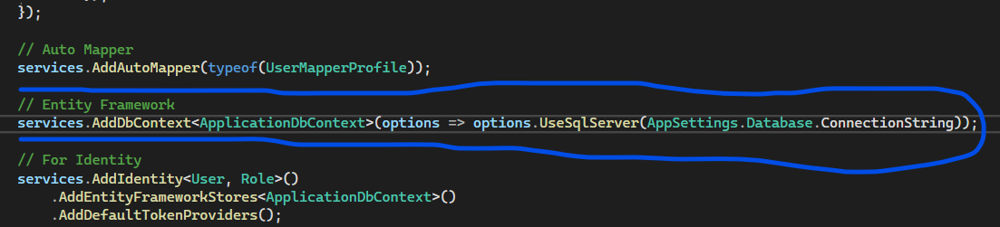 });
// Auto Mapper
services.AddAutoMapper(typeof(UserMapperProfile));
// Entity Framework
services.AddDbContext<ApplicationDbContext>(options => options.UseSqlServer(AppSettings.Database.ConnectionString));
// For Identity
services.AddIdentity<User, Role>()
    .AddEntityFrameworkStores<ApplicationDbContext>()
    .AddDefaultTokenProviders();